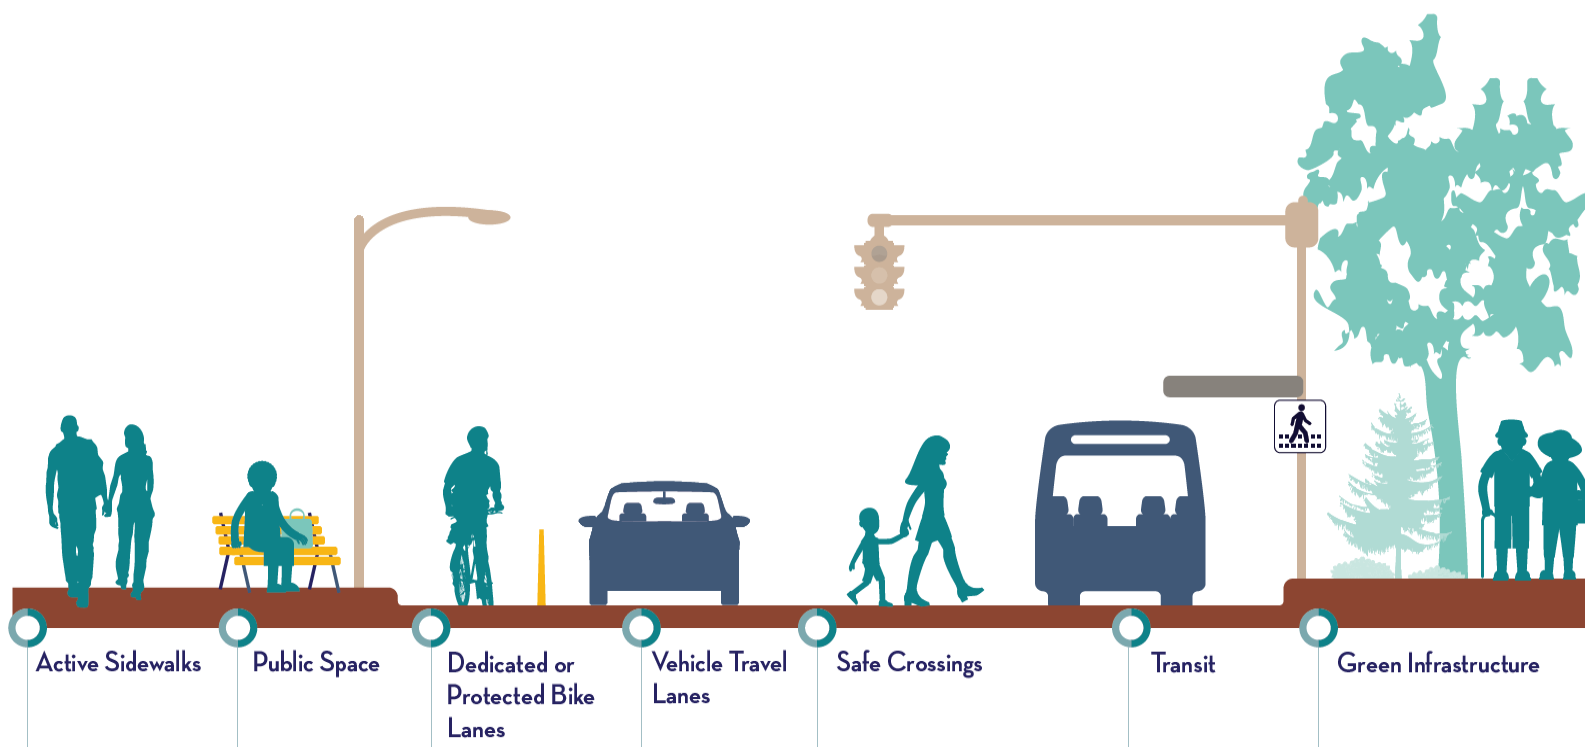 Active Sidewalks
Public Space
Dedicated or
Protected Bike
Lanes
Vehicle Travel
Lanes
Safe Crossings
Transit
Green Infrastructure